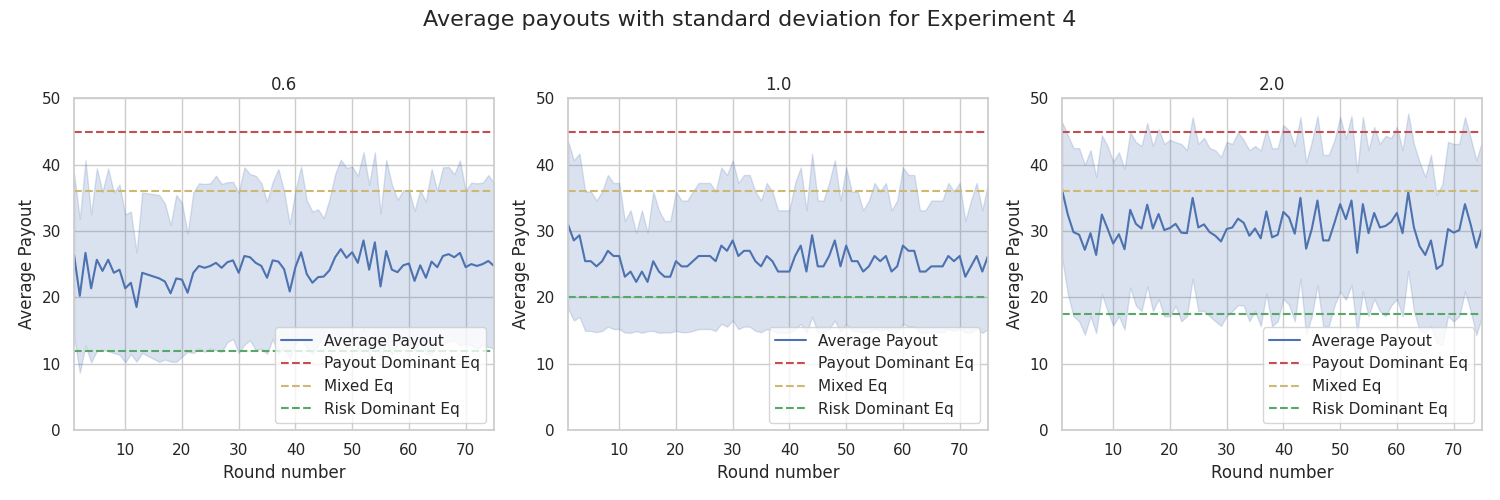 Average payouts with standard deviation for Experiment 4
0.6
Average Payout
50
40
30
20
10
0
Average Payout
Payout Dominant Eq
Mixed Eq
Risk Dominant Eq
10 20 30 40 50 60 70
Round number
1.0
Average Payout
50
40
30
20
10
0
Average Payout
Payout Dominant Eq
Mixed Eq
Risk Dominant Eq
10 20 30 40 50 60 70
Round number
2.0
Average Payout
50
40
30
20
10
0
Average Payout
Payout Dominant Eq
Mixed Eq
Risk Dominant Eq
10 20 30 40 50 60 70
Round number